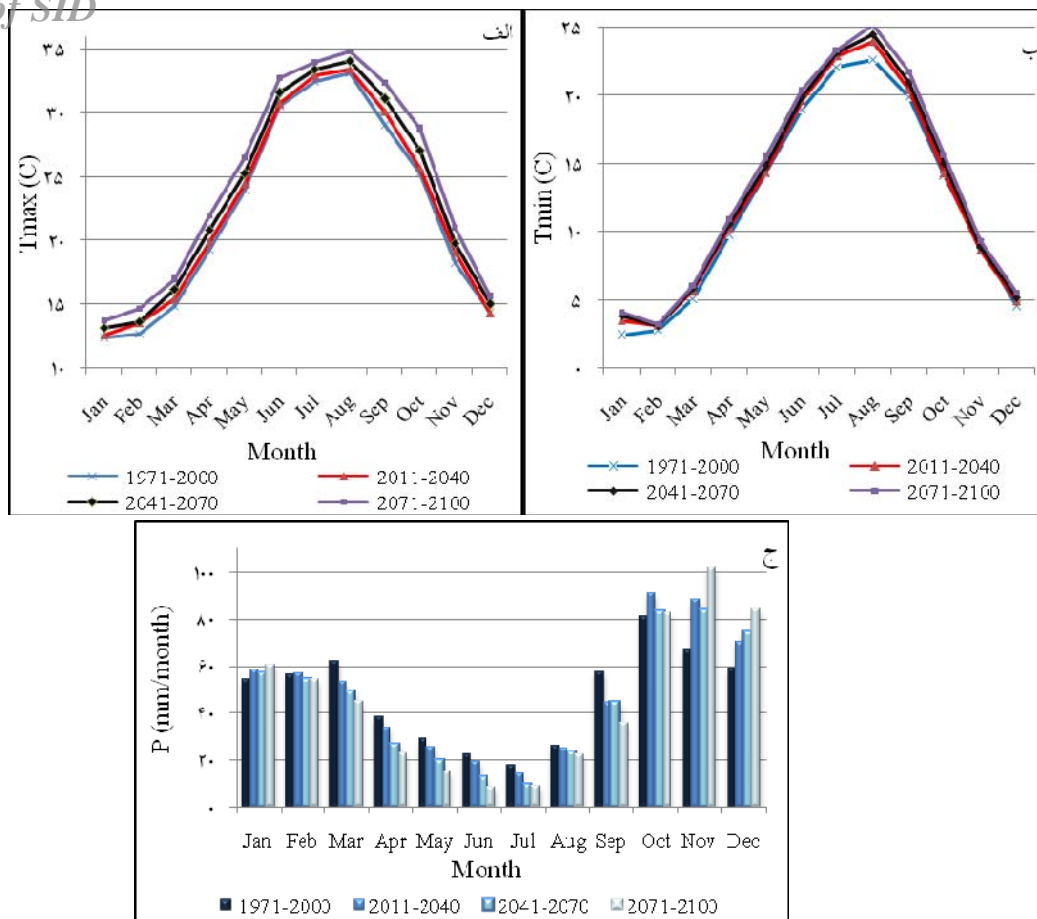 of SID
الف
Tmax (C)
۳۵
۳۰
۲۵
۲۰
۱۵
۱۰
Jan Feb Mar Apr May Jun Jul Aug Sep Oct Nov Dec
Month
1971-2000 2011-2040
2041-2070 2071-2100
ب
Tmin (C)
۲۵
۲۰
۱۵
۱۰
۵
۰
Jan Feb Mar Apr May Jun Jul Aug Sep Oct Nov Dec
Month
1971-2000 2011-2040
2041-2070 2071-2100
ج
P (mm/month)
۱۰۰
۸۰
۶۰
۴۰
۲۰
۰
Jan Feb Mar Apr May Jun Jul Aug Sep Oct Nov Dec
Month
1971-2000 2011-2040 2041-2070 2071-2100